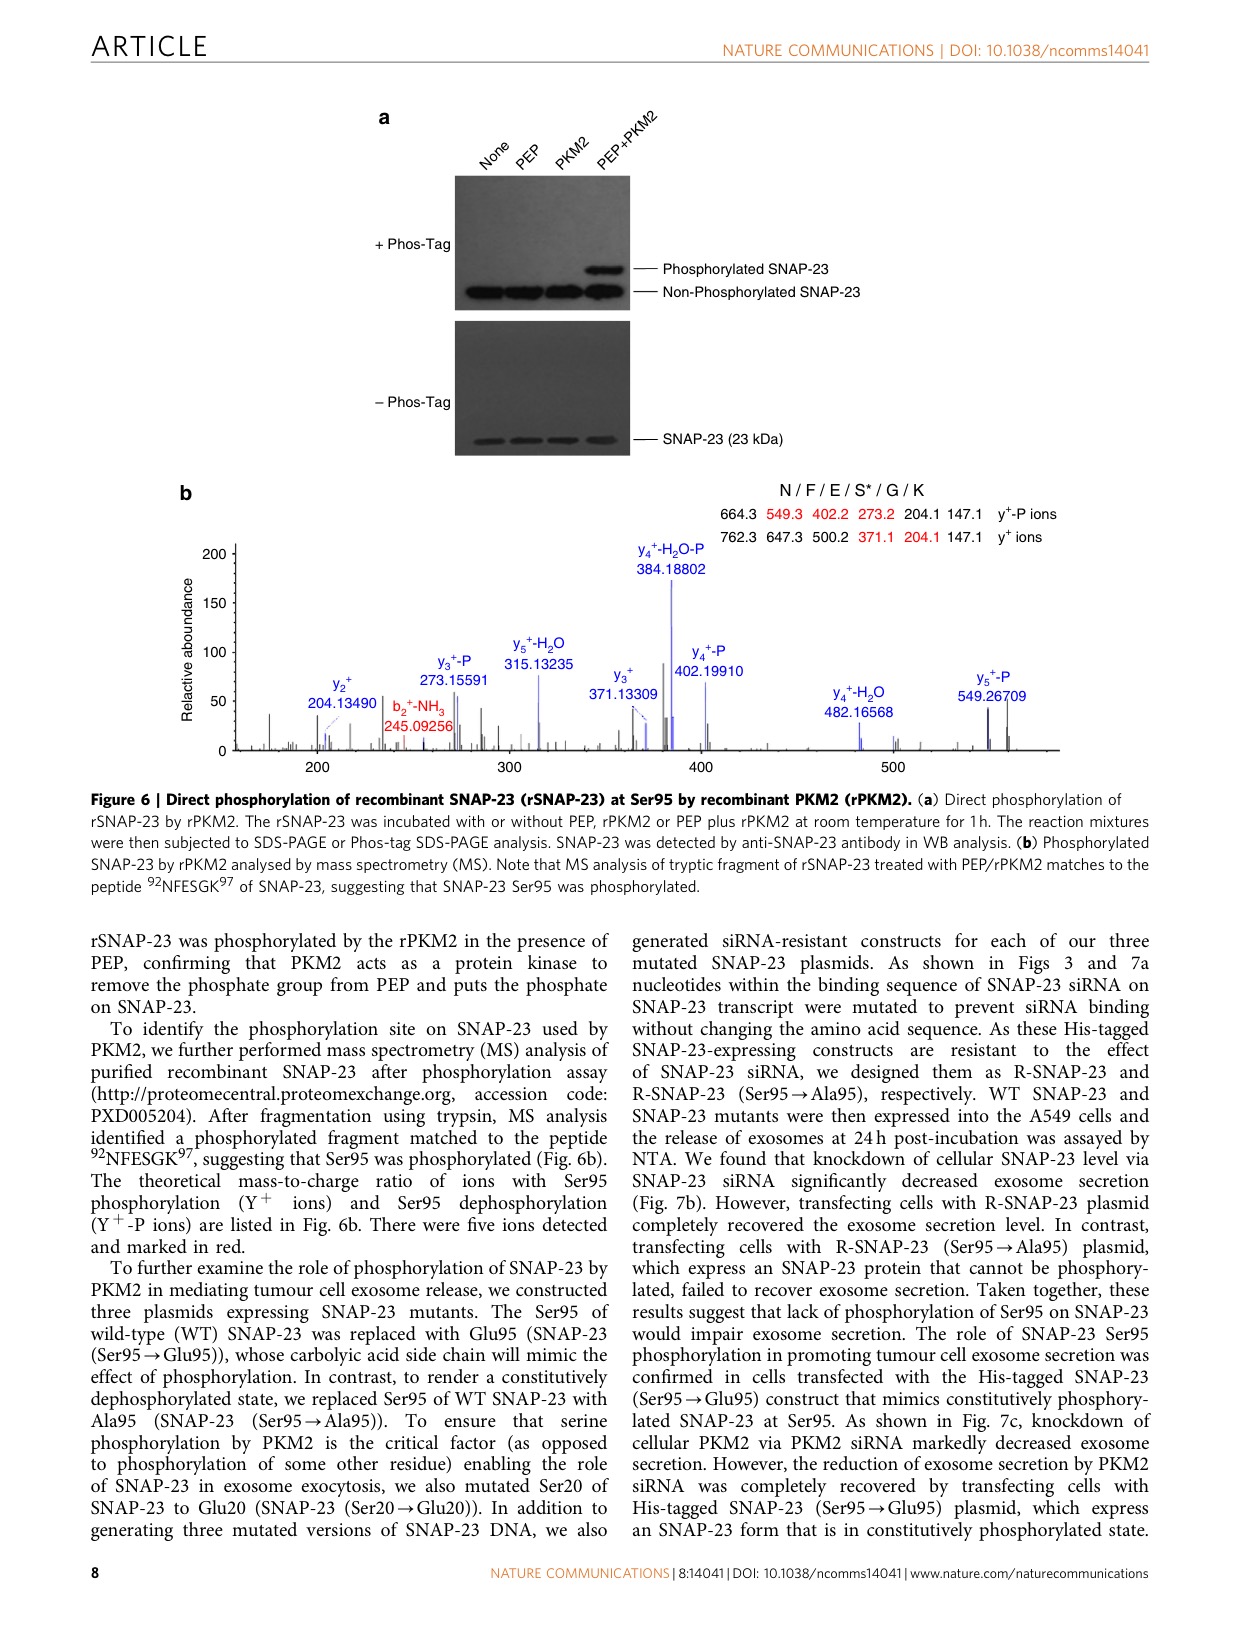 ARTICLE
NATURE COMMUNICATIONS | DOI: 10.1038/ncomms14041
a
None
PEP
PKM2
PEP+PKM2
+ Phos-Tag
Phosphorylated SNAP-23
Non-Phosphorylated SNAP-23
– Phos-Tag
SNAP-23 (23 kDa)
b
N / F / E / S* / G / K
664.3 549.3 402.2 273.2 204.1 147.1 y+-P ions
762.3 647.3 500.2 371.1 204.1 147.1 y+ ions
Relactive aboundance
200
150
100
50
0
y2+
204.13490
b2+-NH3
245.09256
y3+-P
273.15591
y5+-H2O
315.13235
y3+
371.13309
y4+-H2O-P
384.18802
y4+-P
402.19910
y4+-H2O
482.16568
y5+-P
549.26709
200
300
400
500
Figure 6 | Direct phosphorylation of recombinant SNAP-23 (rSNAP-23) at Ser95 by recombinant PKM2 (rPKM2). (a) Direct phosphorylation of
rSNAP-23 by rPKM2. The rSNAP-23 was incubated with or without PEP, rPKM2 or PEP plus rPKM2 at room temperature for 1 h. The reaction mixtures
were then subjected to SDS-PAGE or Phos-tag SDS-PAGE analysis. SNAP-23 was detected by anti-SNAP-23 antibody in WB analysis. (b) Phosphorylated
SNAP-23 by rPKM2 analysed by mass spectrometry (MS). Note that MS analysis of tryptic fragment of rSNAP-23 treated with PEP/rPKM2 matches to the
peptide 92NFESGK97 of SNAP-23, suggesting that SNAP-23 Ser95 was phosphorylated.
rSNAP-23 was phosphorylated by the rPKM2 in the presence of
PEP, confirming that PKM2 acts as a protein kinase to
remove the phosphate group from PEP and puts the phosphate
on SNAP-23.
To identify the phosphorylation site on SNAP-23 used by
PKM2, we further performed mass spectrometry (MS) analysis of
purified recombinant SNAP-23 after phosphorylation assay
(http://proteomecentral.proteomexchange.org, accession code:
PXD005204). After fragmentation using trypsin, MS analysis
identified a phosphorylated fragment matched to the peptide
92NFESGK97, suggesting that Ser95 was phosphorylated (Fig. 6b).
The theoretical mass-to-charge ratio of ions with Ser95
phosphorylation (Y+ ions) and Ser95 dephosphorylation
(Y+-P ions) are listed in Fig. 6b. There were five ions detected
and marked in red.
To further examine the role of phosphorylation of SNAP-23 by
PKM2 in mediating tumour cell exosome release, we constructed
three plasmids expressing SNAP-23 mutants. The Ser95 of
wild-type (WT) SNAP-23 was replaced with Glu95 (SNAP-23
(Ser95→Glu95)), whose carbolyic acid side chain will mimic the
effect of phosphorylation. In contrast, to render a constitutively
dephosphorylated state, we replaced Ser95 of WT SNAP-23 with
Ala95 (SNAP-23 (Ser95→Ala95)). To ensure that serine
phosphorylation by PKM2 is the critical factor (as opposed
to phosphorylation of some other residue) enabling the role
of SNAP-23 in exosome exocytosis, we also mutated Ser20 of
SNAP-23 to Glu20 (SNAP-23 (Ser20→Glu20)). In addition to
generating three mutated versions of SNAP-23 DNA, we also
generated siRNA-resistant constructs for each of our three
mutated SNAP-23 plasmids. As shown in Figs 3 and 7a
nucleotides within the binding sequence of SNAP-23 siRNA on
SNAP-23 transcript were mutated to prevent siRNA binding
without changing the amino acid sequence. As these His-tagged
SNAP-23-expressing constructs are resistant to the effect
of SNAP-23 siRNA, we designed them as R-SNAP-23 and
R-SNAP-23 (Ser95→Ala95), respectively. WT SNAP-23 and
SNAP-23 mutants were then expressed into the A549 cells and
the release of exosomes at 24 h post-incubation was assayed by
NTA. We found that knockdown of cellular SNAP-23 level via
SNAP-23 siRNA significantly decreased exosome secretion
(Fig. 7b). However, transfecting cells with R-SNAP-23 plasmid
completely recovered the exosome secretion level. In contrast,
transfecting cells with R-SNAP-23 (Ser95→Ala95) plasmid,
which express an SNAP-23 protein that cannot be phosphory-
lated, failed to recover exosome secretion. Taken together, these
results suggest that lack of phosphorylation of Ser95 on SNAP-23
would impair exosome secretion. The role of SNAP-23 Ser95
phosphorylation in promoting tumour cell exosome secretion was
confirmed in cells transfected with the His-tagged SNAP-23
(Ser95→Glu95) construct that mimics constitutively phosphory-
lated SNAP-23 at Ser95. As shown in Fig. 7c, knockdown of
cellular PKM2 via PKM2 siRNA markedly decreased exosome
secretion. However, the reduction of exosome secretion by PKM2
siRNA was completely recovered by transfecting cells with
His-tagged SNAP-23 (Ser95→Glu95) plasmid, which express
an SNAP-23 form that is in constitutively phosphorylated state.
8
NATURE COMMUNICATIONS | 8:14041 | DOI: 10.1038/ncomms14041 | www.nature.com/naturecommunications